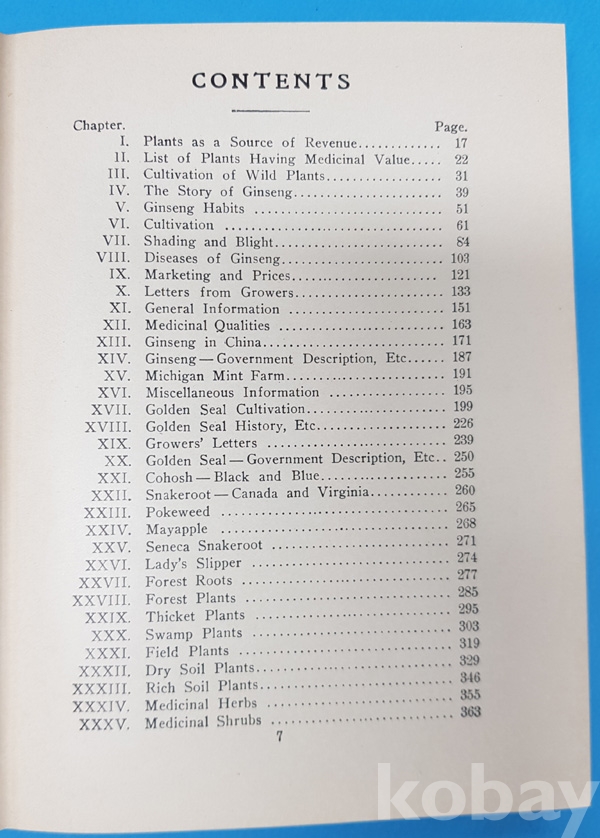 CONTENTS
Chapter. Page.
I. Plants as a Source of Revenue............. 17
II. List of Plants Having Medicinal Value..... 22
III. Cultivation of Wild Plants.................. 31
IV. The Story of Ginseng....................... 39
V. Ginseng Habits ............................ 51
VI. Cultivation ................................ 61
VII. Shading and Blight......................... 84
VIII. Diseases of Ginseng........................ 103
IX. Marketing and Prices...................... 121
X. Letters from Growers...................... 133
XI. General Information ....................... 151
XII. Medicinal Qualities ........................ 163
XIII. Ginseng in China........................... 171
XIV. Ginseng—Government Description, Etc...... 187
XV. Michigan Mint Farm........................ 191
XVI. Miscellaneous Information ................. 195
XVII. Golden Seal Cultivation..................... 199
XVIII. Golden Seal History, Etc................... 226
XIX. Growers' Letters .......................... 239
XX. Golden Seal—Government Description, Etc.. 250
XXI. Cohosh—Black and Blue................... 255
XXII. Snakeroot—Canada and Virginia............ 260
XXIII. Pokeweed ................................. 265
XXIV. Mayapple ................................. 268
XXV. Seneca Snakeroot ......................... 271
XXVI. Lady's Slipper ............................ 274
XXVII. Forest Roots .............................. 277
XXVIII. Forest Plants ............................. 285
XXIX. Thicket Plants ............................ 295
XXX. Swamp Plants ............................. 303
XXXI. Field Plants ............................... 319
XXXII. Dry Soil Plants............................ 329
XXXIII. Rich Soil Plants........................... 346
XXXIV. Medicinal Herbs .......................... 355
XXXV. Medicinal Shrubs ......................... 363
7
kobay